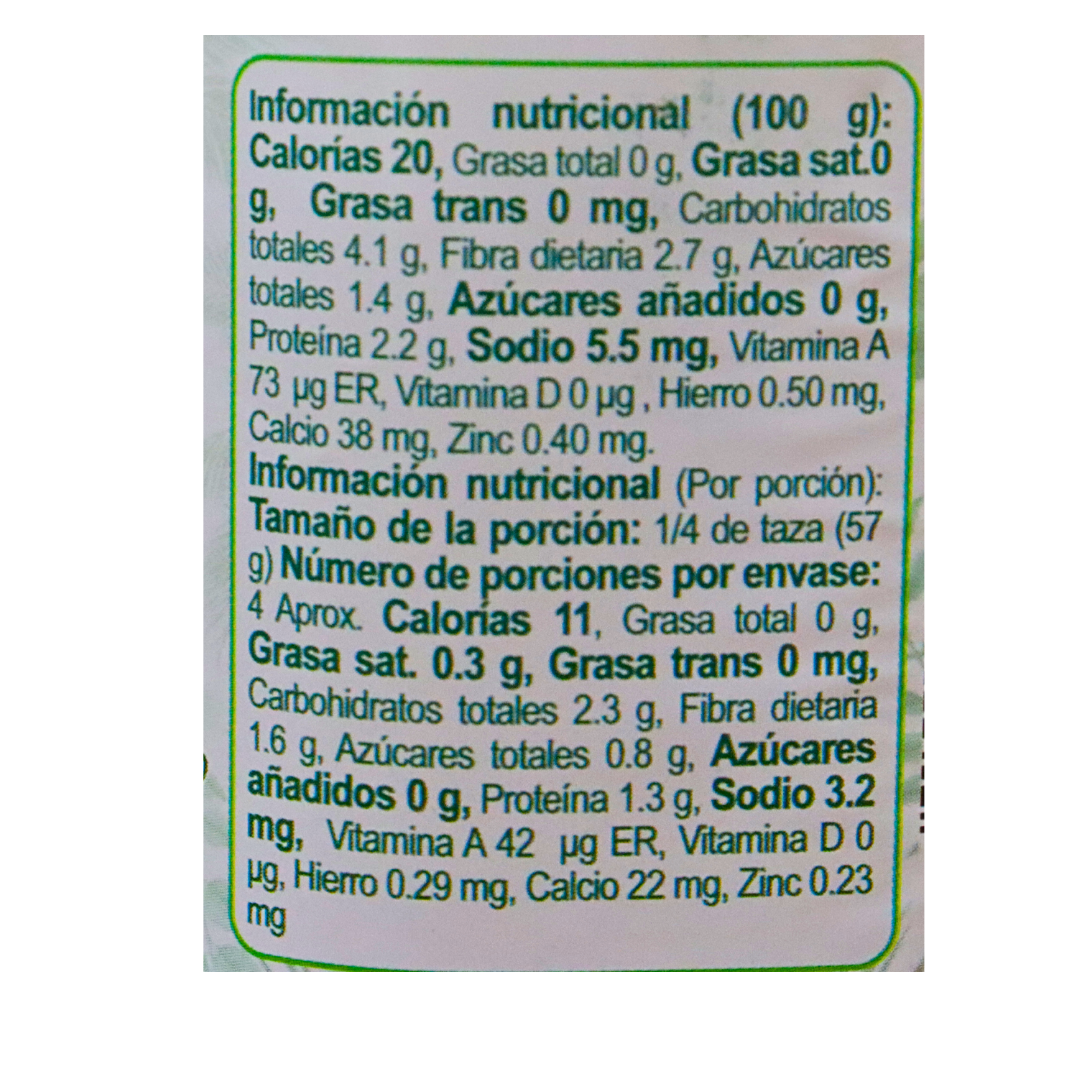 Información nutricional (100 g):
Calorías 20, Grasa total 0 g, Grasa sat.0
g, Grasa trans 0 mg, Carbohidratos
totales 4.1 g, Fibra dietaria 2.7 g, Azúcares
totales 1.4 g, Azúcares añadidos 0 g,
Proteína 2.2 g, Sodio 5.5 mg, Vitamina A
73 µg ER, Vitamina D 0 µg , Hierro 0.50 mg,
Calcio 38 mg, Zinc 0.40 mg.
Información nutricional (Por porción):
Tamaño de la porción: 1/4 de taza (57
g) Número de porciones por envase:
4 Aprox. Calorías 11, Grasa total 0 g,
Grasa sat. 0.3 g, Grasa trans 0 mg,
Carbohidratos totales 2.3 g, Fibra dietaria
1.6 g, Azúcares totales 0.8 g, Azúcares
añadidos 0 g, Proteína 1.3 g, Sodio 3.2
mg, Vitamina A 42 µg ER, Vitamina D 0
µg, Hierro 0.29 mg, Calcio 22 mg, Zinc 0.23
mg